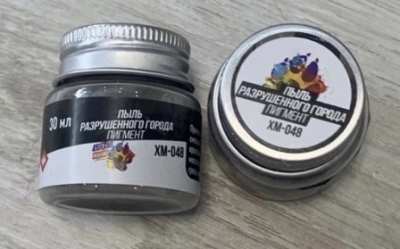 30 мл
ПЫЛЬ
РАЗРУШЕННОГО ГОРОДА
ПИГМЕНТ
ХМ-048
ПЫЛЬ
РАЗРУШЕННОГО ГОРОДА
ПИГМЕНТ
ХМ-048